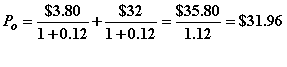 P₀ = $3.80 / 1+0.12 + $32 / 1+0.12 = $35.80 / 1.12 = $31.96